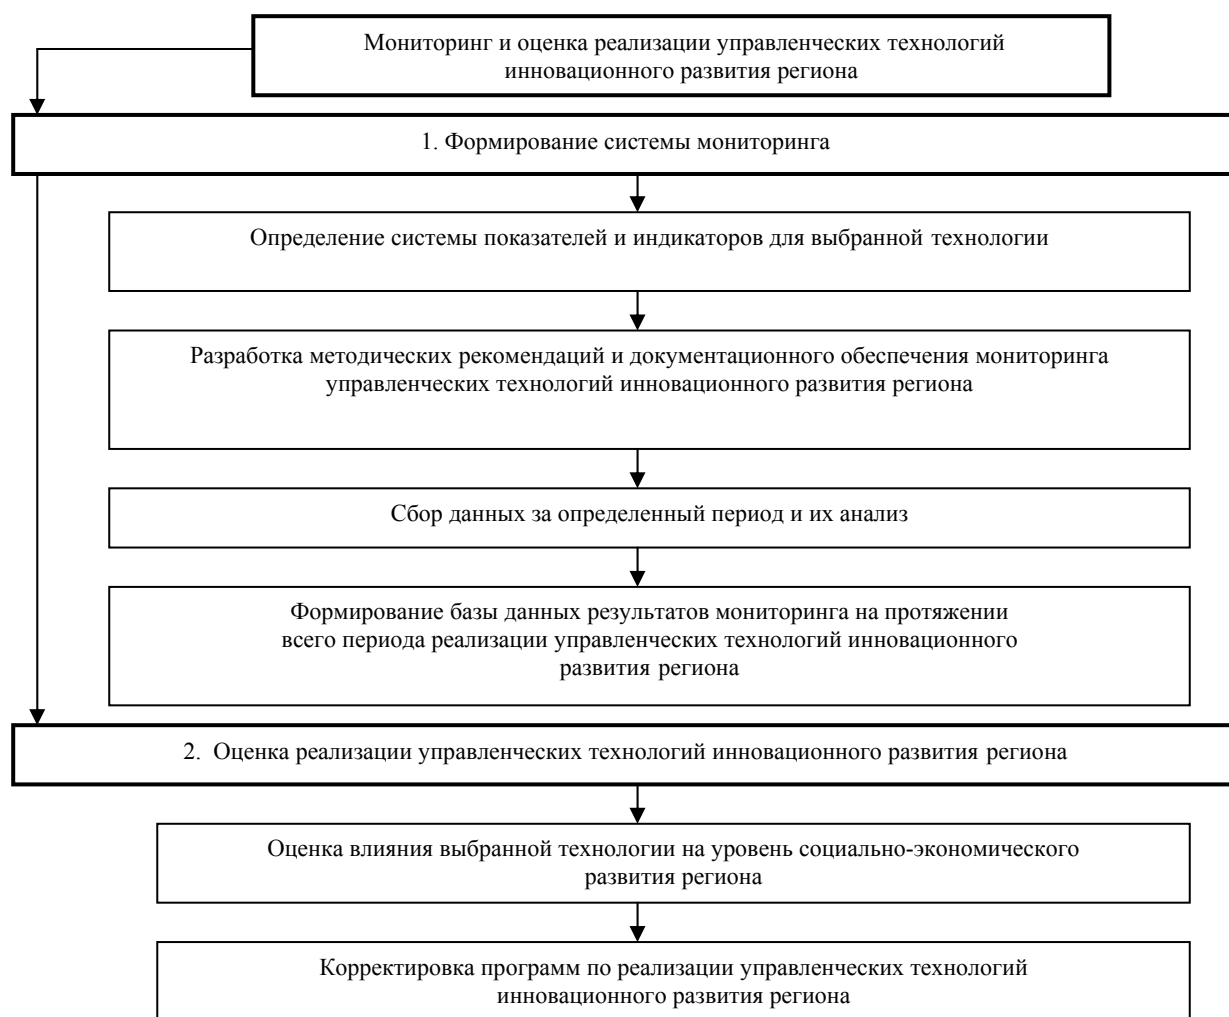 Мониторинг и оценка реализации управленческих технологий
инновационного развития региона
1. Формирование системы мониторинга
Определение системы показателей и индикаторов для выбранной технологии
Разработка методических рекомендаций и документационного обеспечения мониторинга
управленческих технологий инновационного развития региона
Сбор данных за определенный период и их анализ
Формирование базы данных результатов мониторинга на протяжении
всего периода реализации управленческих технологий инновационного
развития региона
2. Оценка реализации управленческих технологий инновационного развития региона
Оценка влияния выбранной технологии на уровень социально-экономического
развития региона
Корректировка программ по реализации управленческих технологий
инновационного развития региона